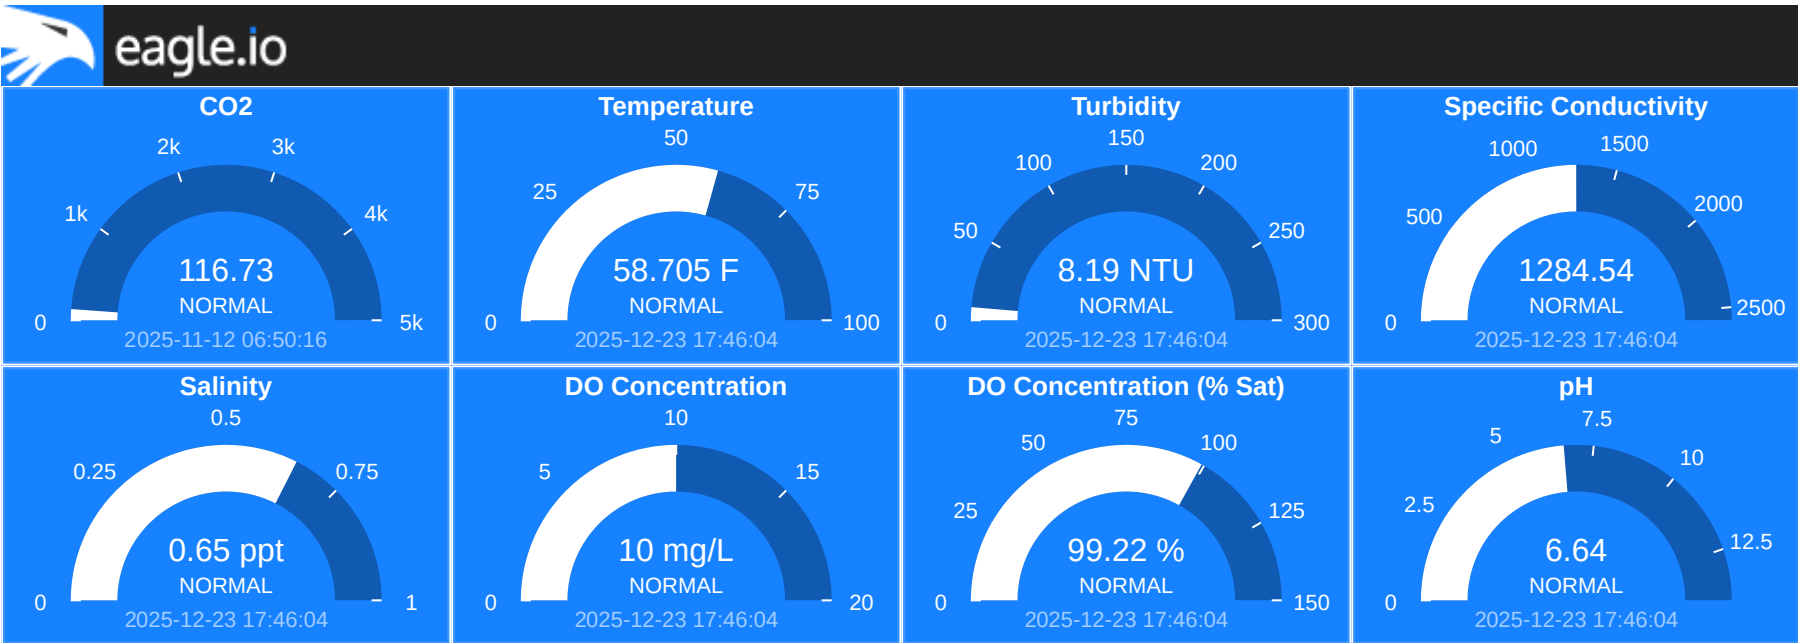 eagle.io
CO2
0
1k
2k
3k
4k
5k
116.73
NORMAL
2025-11-12 06:50:16
Temperature
0
25
50
75
100
58.705 F
NORMAL
2025-12-23 17:46:04
Turbidity
0
50
100
150
200
250
300
8.19 NTU
NORMAL
2025-12-23 17:46:04
Specific Conductivity
0
500
1000
1500
2000
2500
1284.54
NORMAL
2025-12-23 17:46:04
Salinity
0
0.25
0.5
0.75
1
0.65 ppt
NORMAL
2025-12-23 17:46:04
DO Concentration
0
5
10
15
20
10 mg/L
NORMAL
2025-12-23 17:46:04
DO Concentration (% Sat)
0
25
50
75
100
125
150
99.22 %
NORMAL
2025-12-23 17:46:04
pH
0
2.5
5
7.5
10
12.5
6.64
NORMAL
2025-12-23 17:46:04